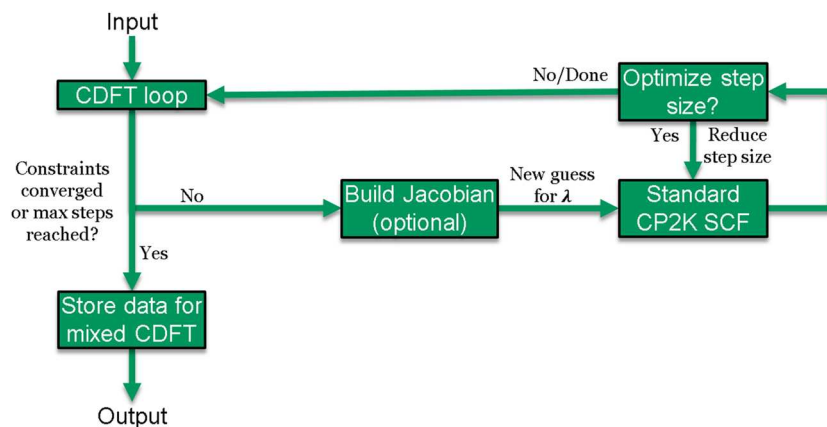 Input
CDFT loop
No/Done
Optimize step
size?
Yes
Reduce
step size
Constraints
converged
or max steps
reached?
No
Build Jacobian
(optional)
New guess
for λ
Standard
CP2K SCF
Yes
Store data for
mixed CDFT
Output